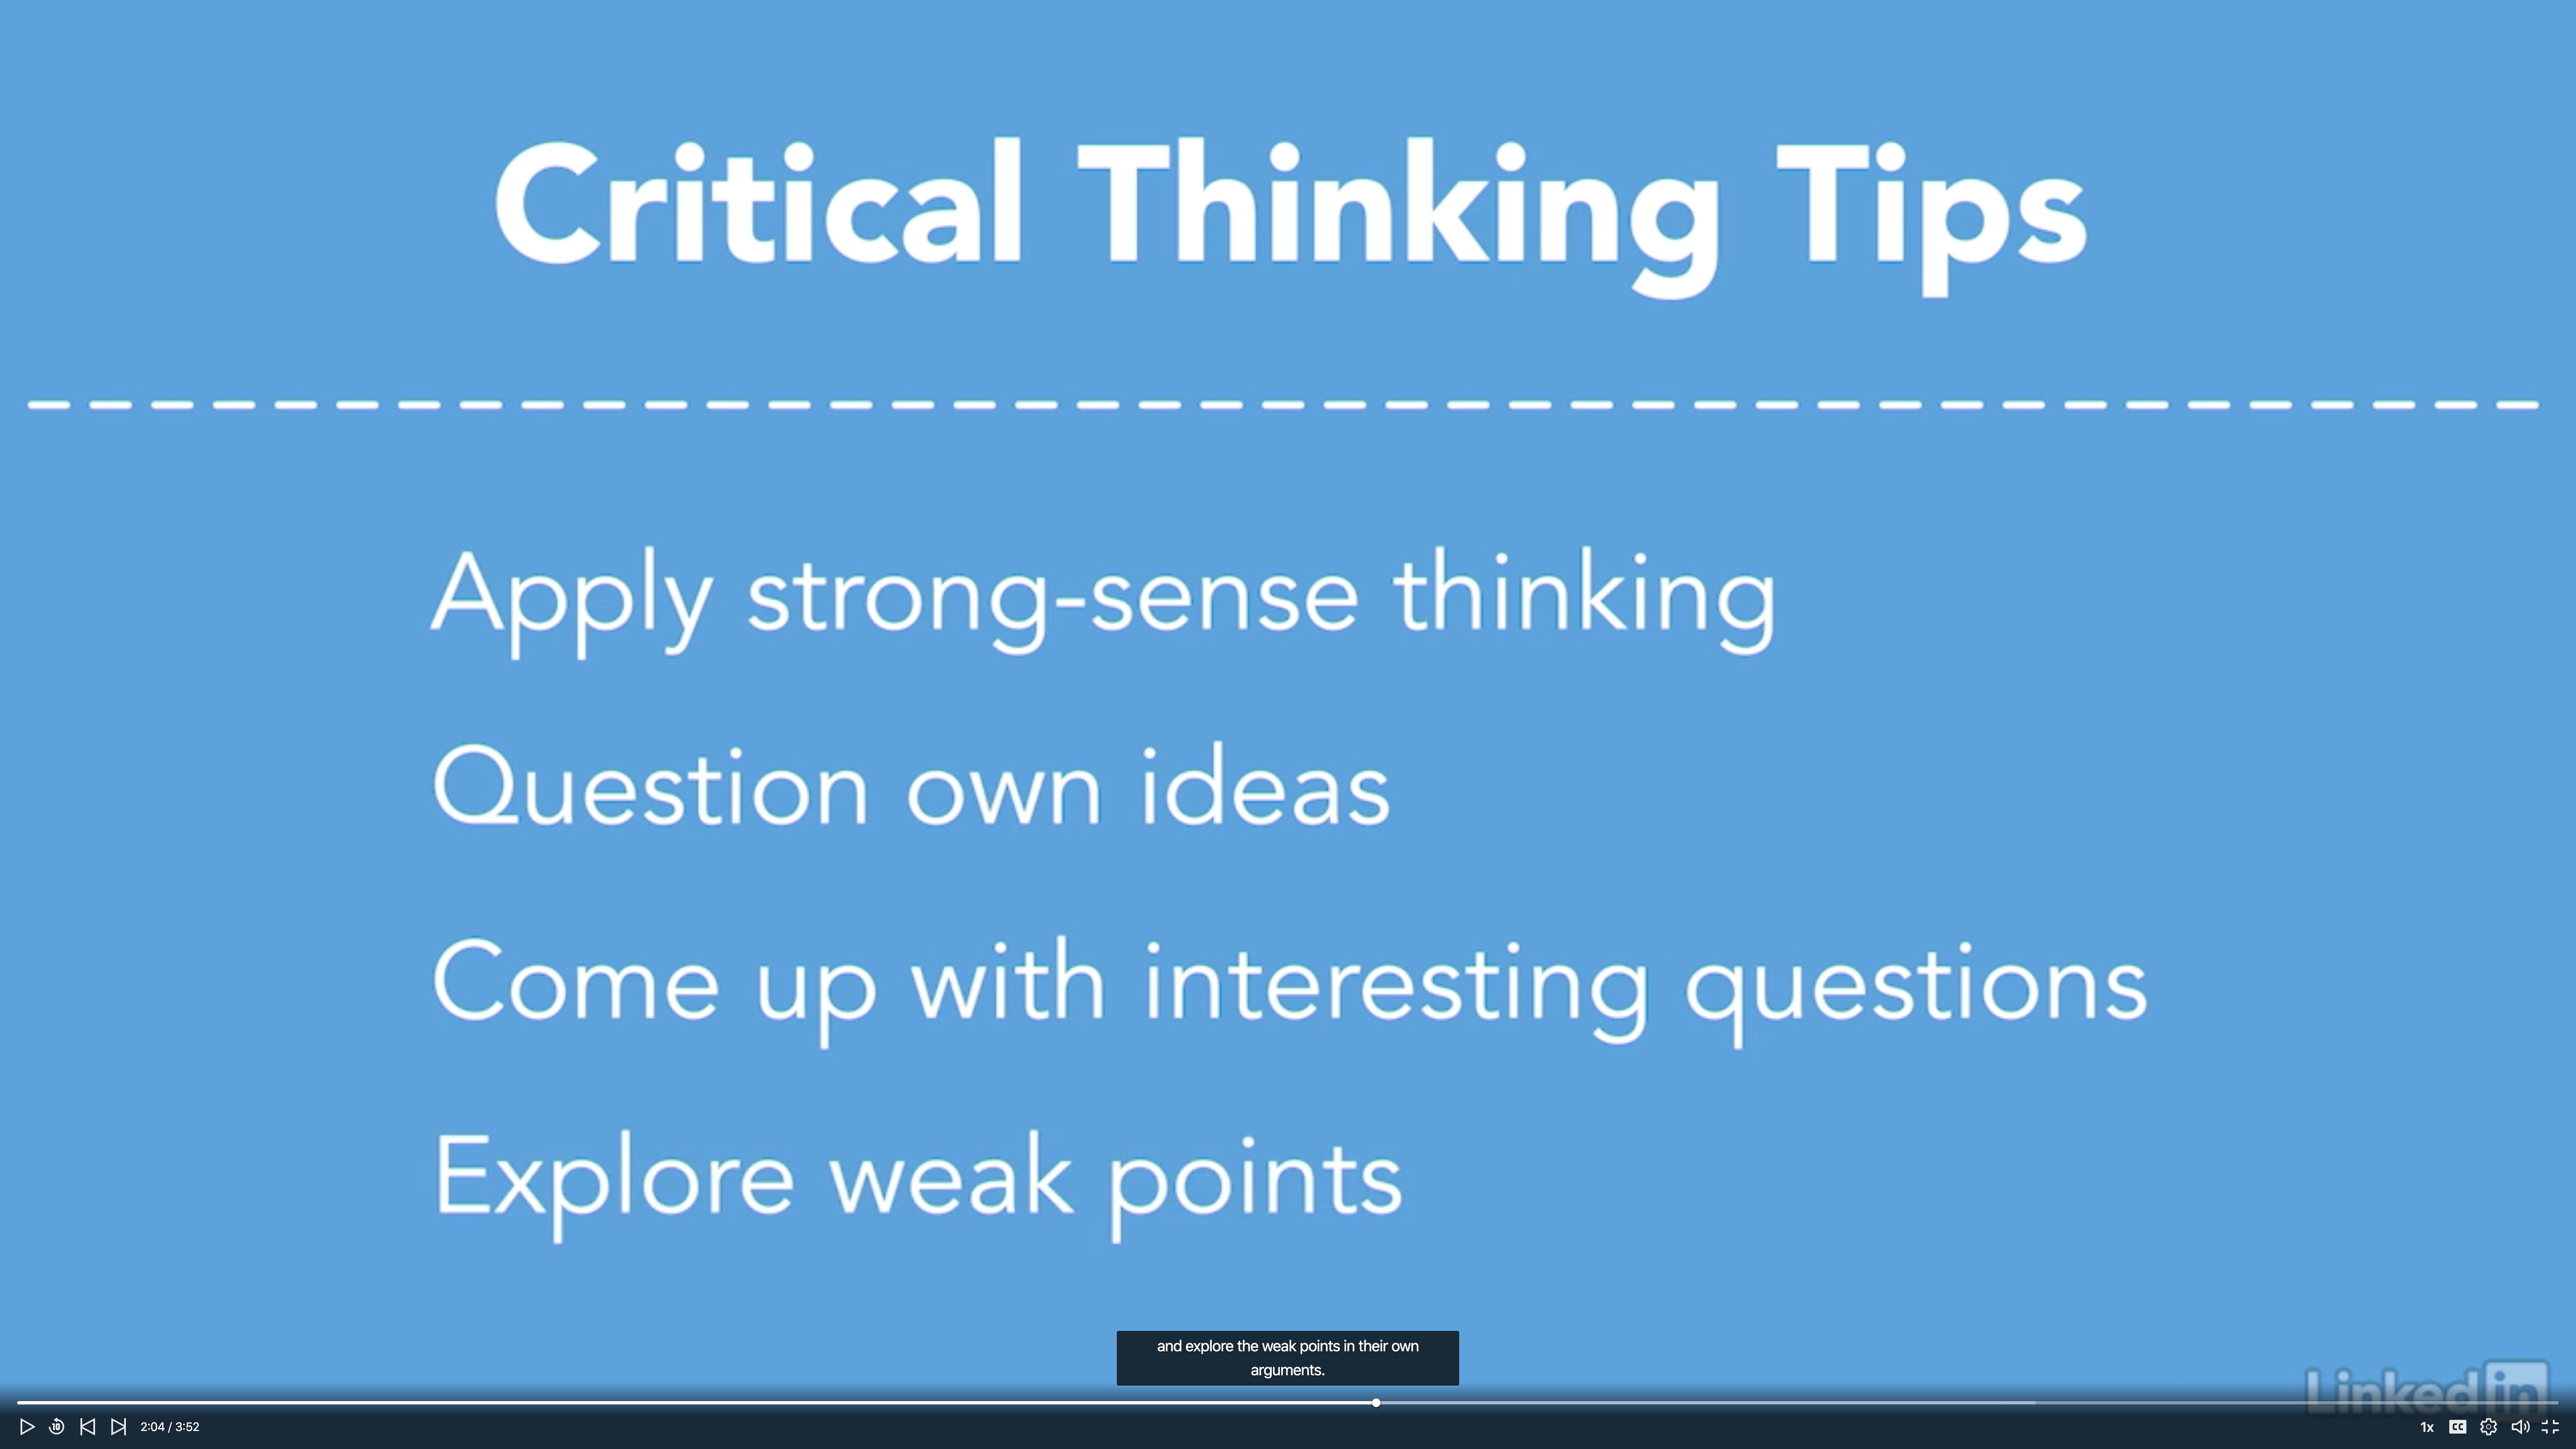 Critical Thinking Tips
Apply strong-sense thinking
Question own ideas
Come up with interesting questions
Explore weak points
and explore the weak points in their own
arguments.
LinkedIn
10
2:04 / 3:52
1x
CC